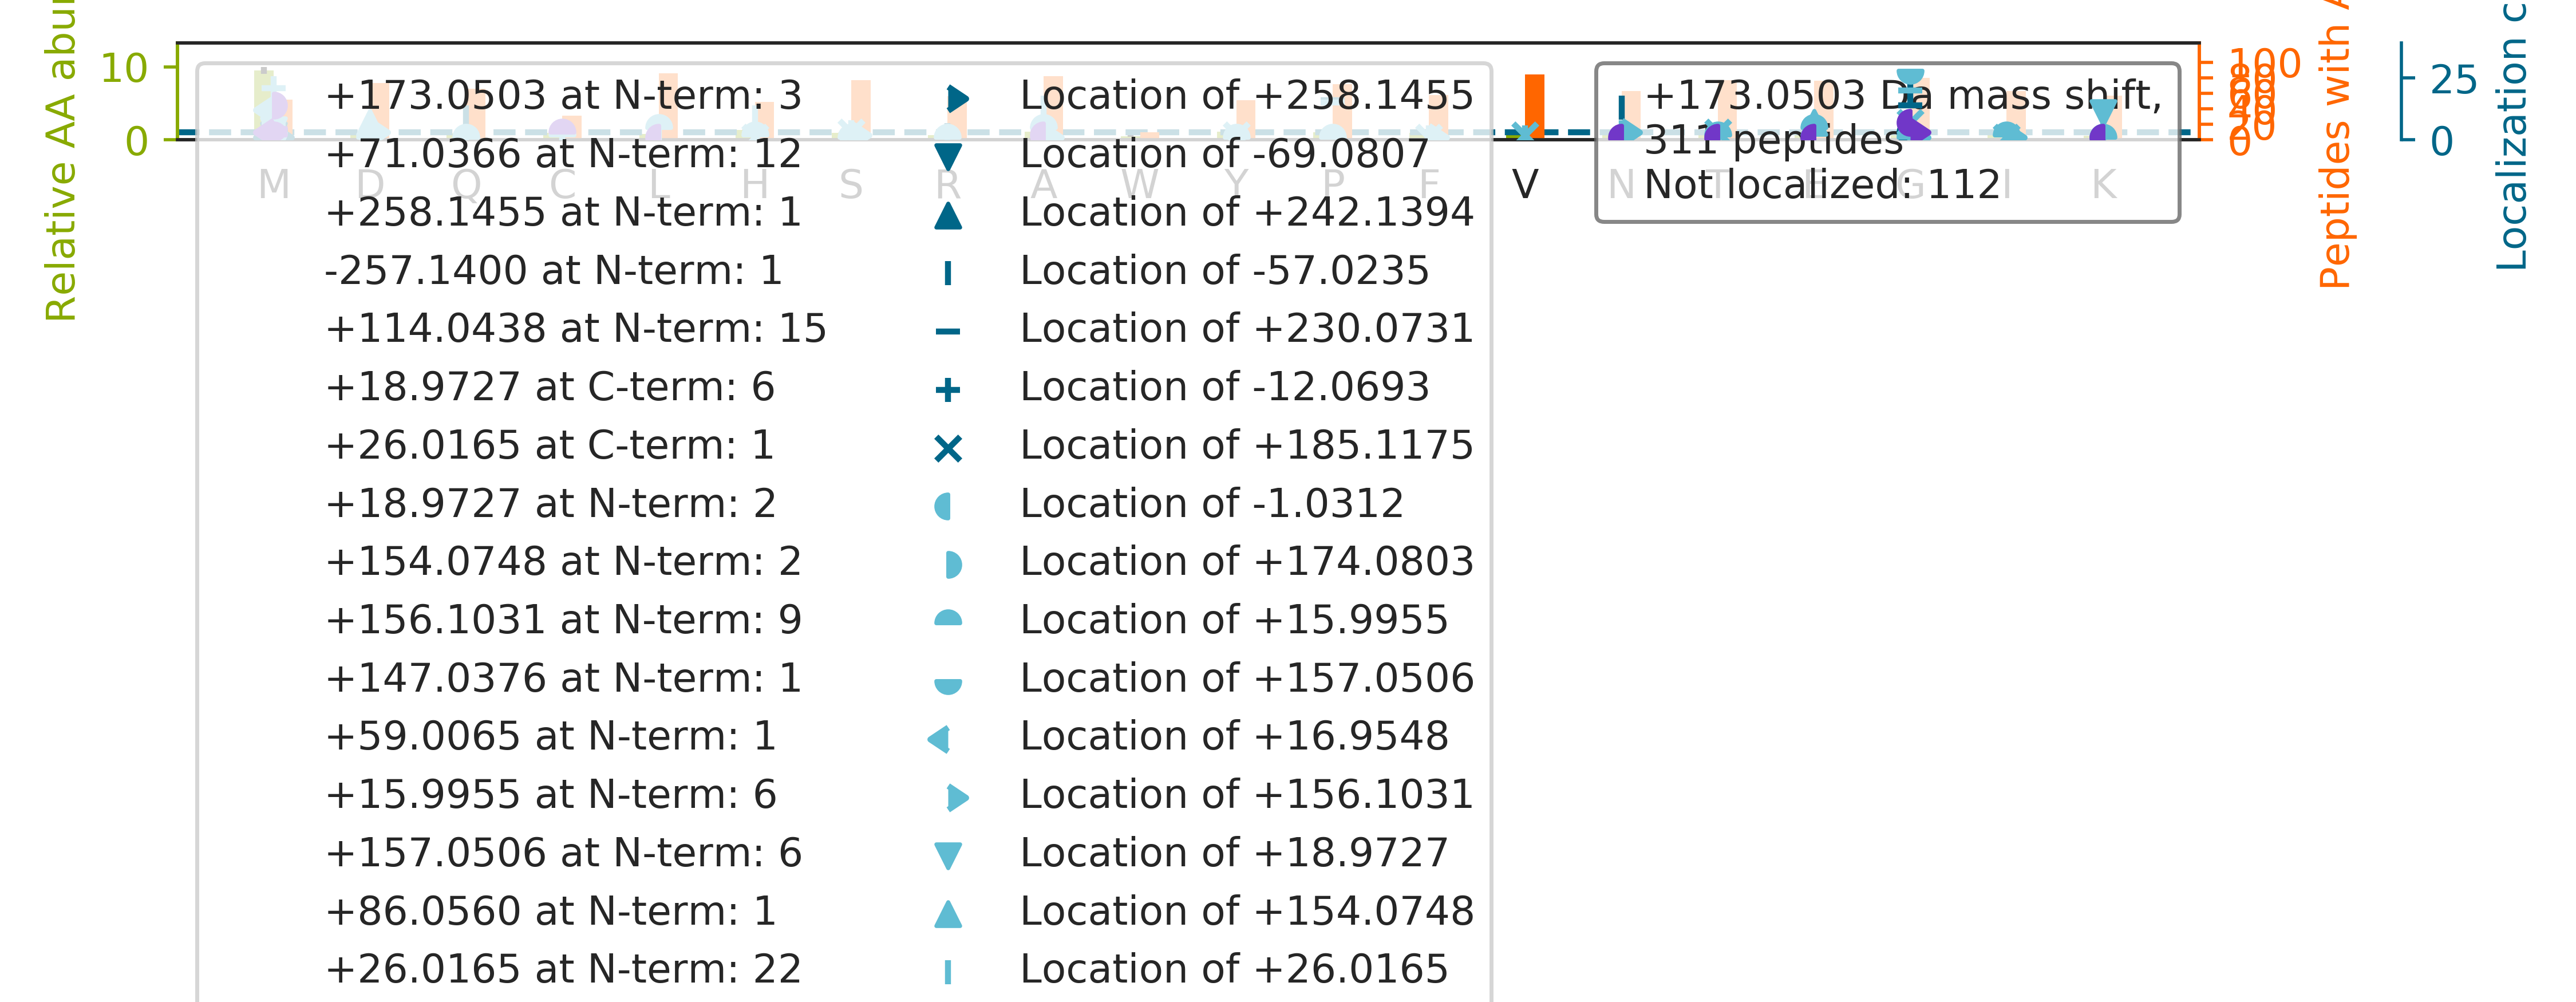 Relative AA abu
10
0
M D Q C L H S R A W Y P F V N T E G I K
+173.0503 at N-term: 3
+71.0366 at N-term: 12
+258.1455 at N-term: 1
-257.1400 at N-term: 1
+114.0438 at N-term: 15
+18.9727 at C-term: 6
+26.0165 at C-term: 1
+18.9727 at N-term: 2
+154.0748 at N-term: 2
+156.1031 at N-term: 9
+147.0376 at N-term: 1
+59.0065 at N-term: 1
+15.9955 at N-term: 6
+157.0506 at N-term: 6
+86.0560 at N-term: 1
+26.0165 at N-term: 22
Location of +258.1455
Location of -69.0807
Location of +242.1394
Location of -57.0235
Location of +230.0731
Location of -12.0693
Location of +185.1175
Location of -1.0312
Location of +174.0803
Location of +15.9955
Location of +157.0506
Location of +16.9548
Location of +156.1031
Location of +18.9727
Location of +154.0748
Location of +26.0165
+173.0503 Da mass shift,
311 peptides
Not localized: 112
100
80
60
40
20
0
Peptides with A
25
0
Localization c